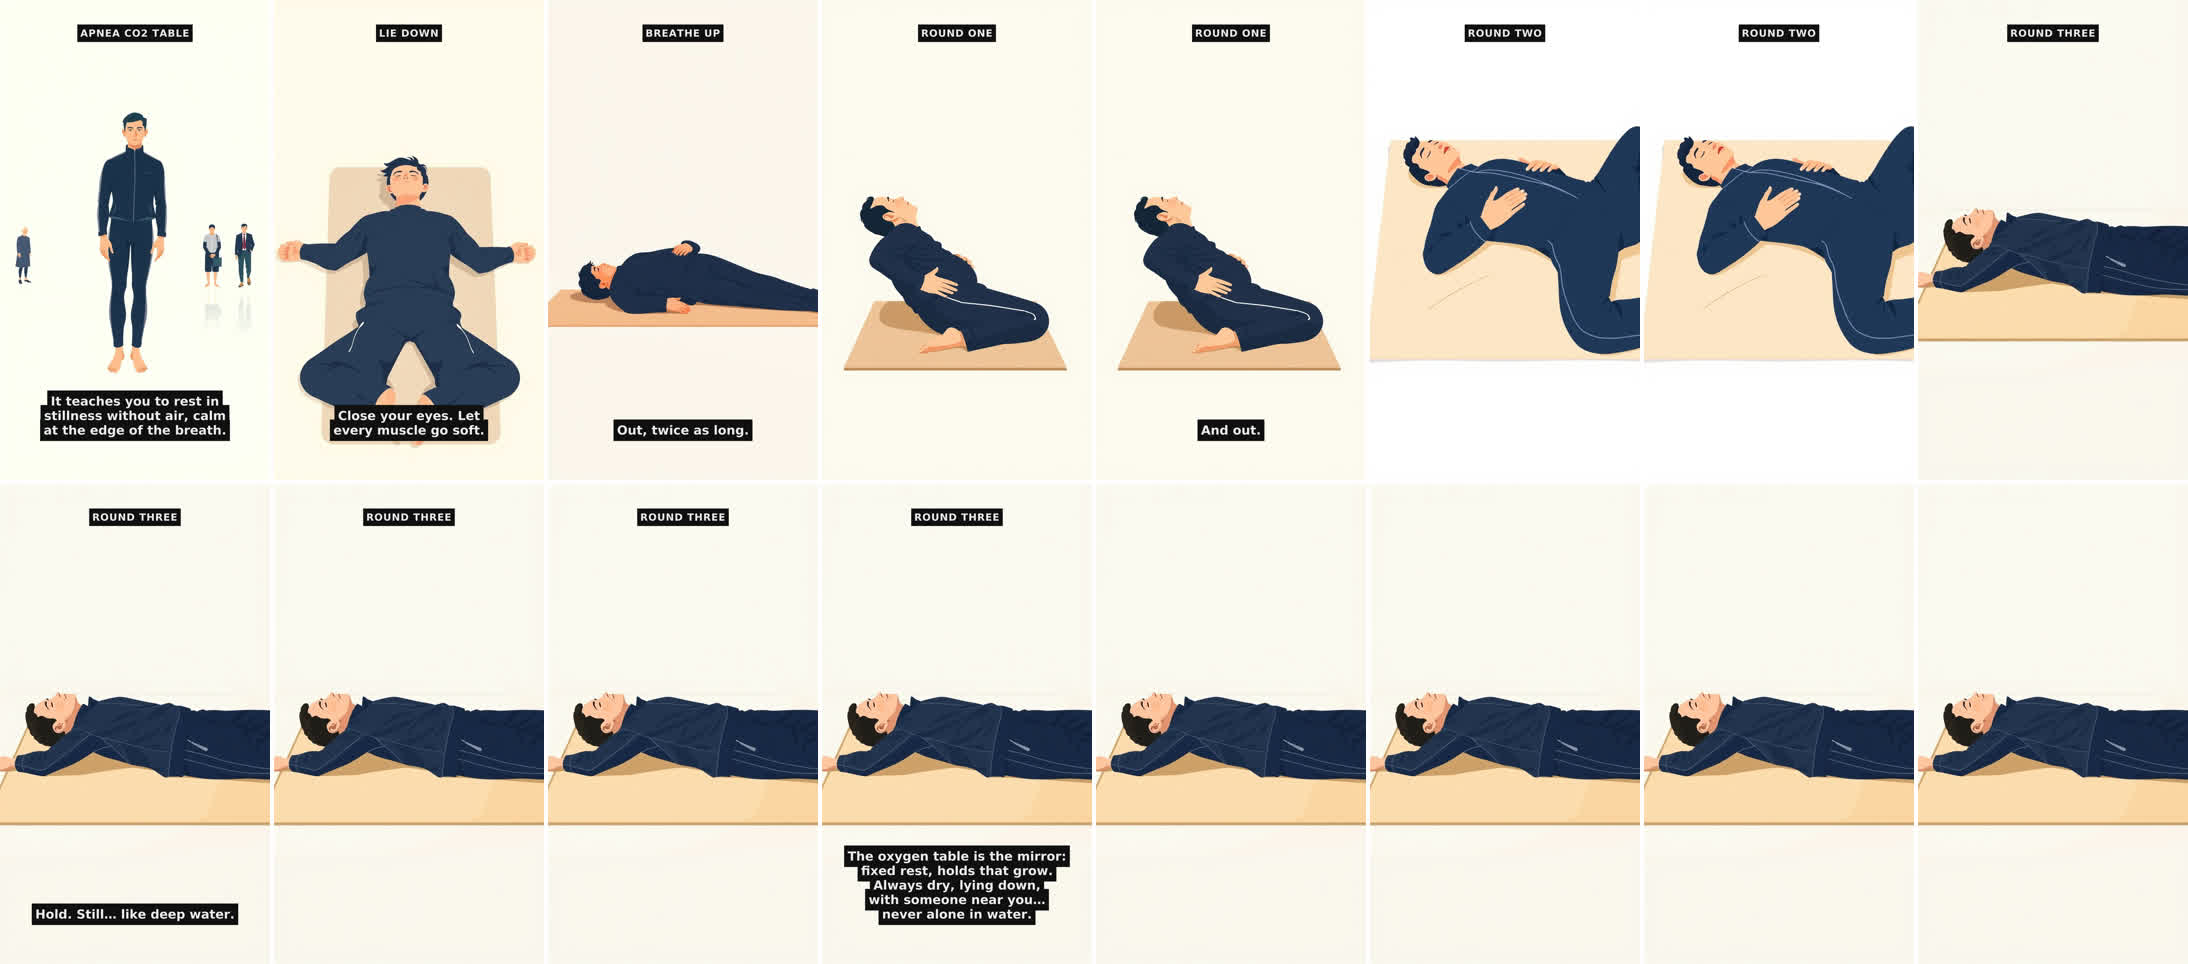 APNEA CO2 TABLE
It teaches you to rest in
stillness without air, calm
at the edge of the breath.
LIE DOWN
Close your eyes. Let
every muscle go soft.
BREATHE UP
Out, twice as long.
ROUND ONE
ROUND ONE
And out.
ROUND TWO
ROUND TWO
ROUND THREE
ROUND THREE
Hold. Still... like deep water.
ROUND THREE
ROUND THREE
ROUND THREE
The oxygen table is the mirror:
fixed rest, holds that grow.
Always dry, lying down,
with someone near you...
never alone in water.